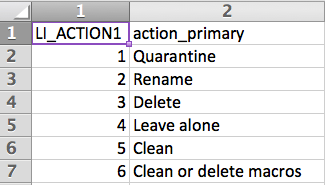 1 2
1 LI_ACTION1 action_primary
2 1 Quarantine
3 2 Rename
4 3 Delete
5 4 Leave alone
6 5 Clean
7 6 Clean or delete macros